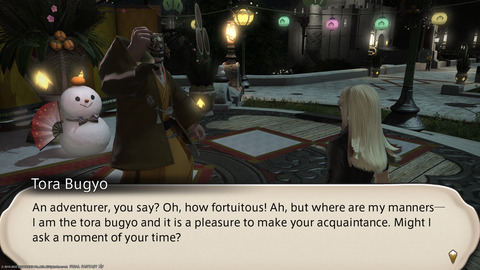 Tora Bugyo
An adventurer, you say? Oh, how fortuitous! Ah, but where are my manners—
I am the tora bugyo and it is a pleasure to make your acquaintance. Might I
ask a moment of your time?